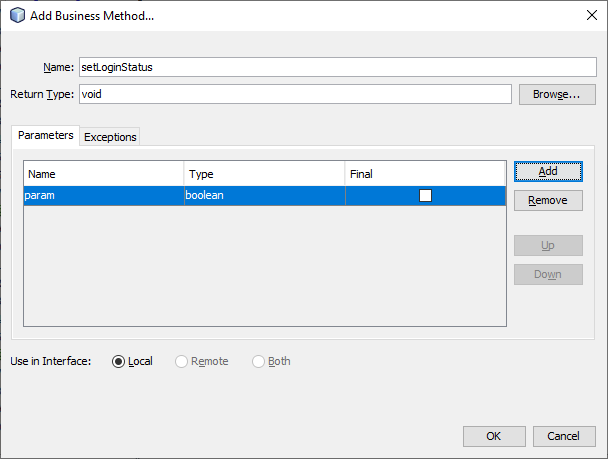 Add Business Method...
Name: setLoginStatus
Return Type: void Browse...
Parameters Exceptions
Name Type Final
param boolean
Add
Remove
Up
Down
Use in Interface: Local Remote Both
OK Cancel